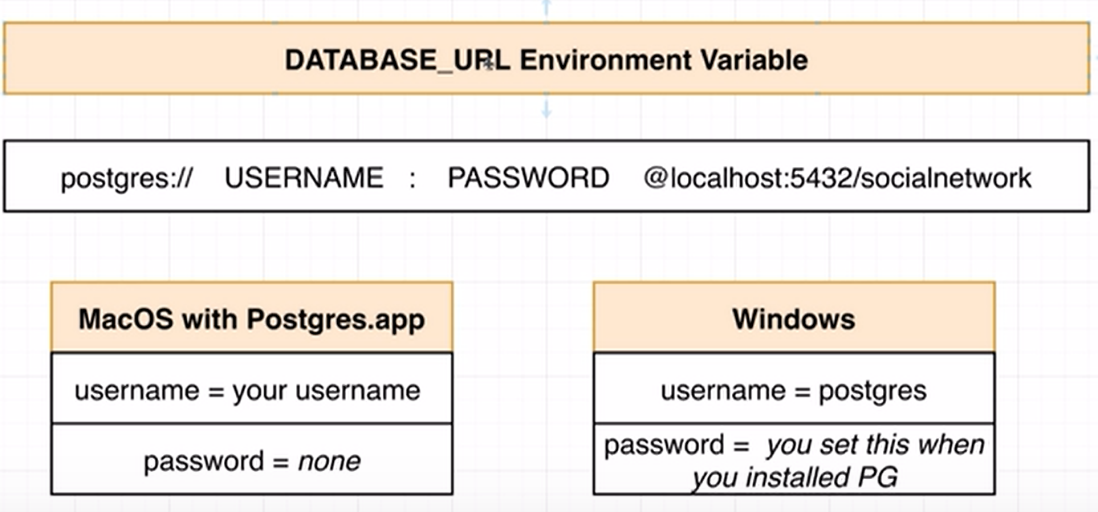 DATABASE_URL Environment Variable
postgres:// USERNAME : PASSWORD @localhost:5432/socialnetwork
MacOS with Postgres.app
username = your username
password = none
Windows
username = postgres
password = you set this when
you installed PG